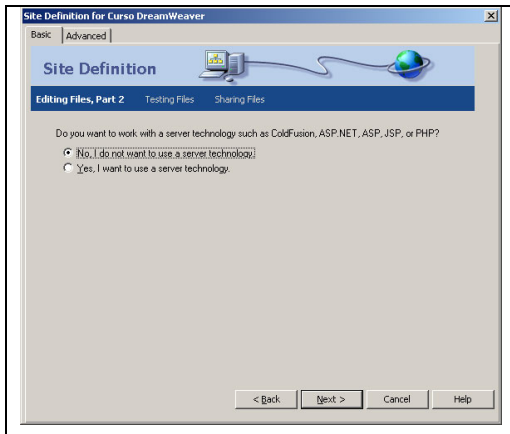 Site Definition for Curso DreamWeaver
Basic Advanced
Site Definition
Editing Files, Part 2 Testing Files Sharing Files
Do you want to work with a server technology such as ColdFusion, ASP.NET, ASP, JSP, or PHP?
No, I do not want to use a server technology.
Yes, I want to use a server technology.
< Back Next > Cancel Help